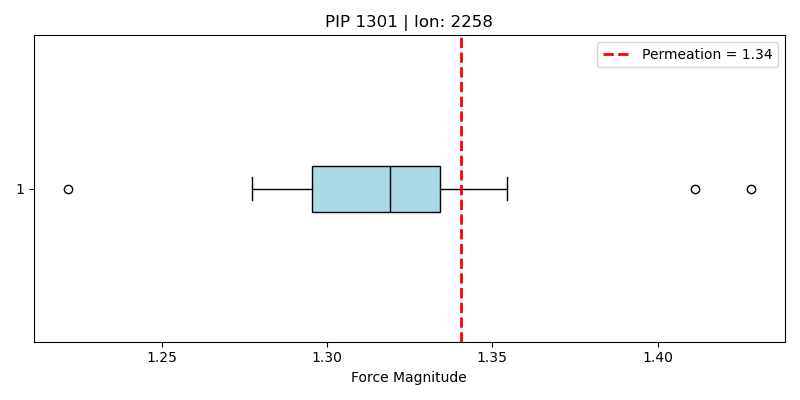 PIP 1301 | Ion: 2258
Permeation = 1.34
1
1.25 1.30 1.35 1.40
Force Magnitude